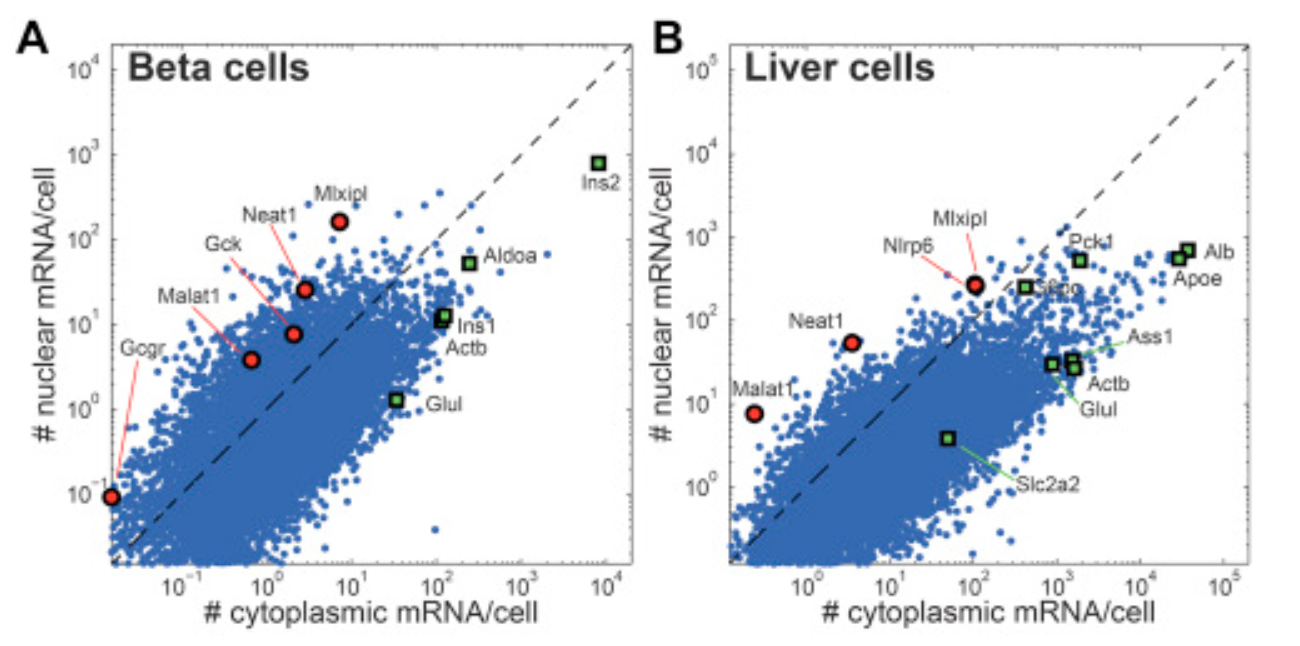 A
B
Beta cells
Liver cells
# nuclear mRNA/cell
10⁴
10³
10²
10¹
10⁰
10⁻¹
Mlxipl
Neat1
Gck
Malat1
Gcgr
Ins2
Aldoa
Ins1
Actb
Glul
10⁻¹
10⁰
10¹
10²
10³
10⁴
# cytoplasmic mRNA/cell
# nuclear mRNA/cell
10⁵
10⁴
10³
10²
10¹
10⁰
Mlxipl
Nlrp6
Neat1
Malat1
Pck1
Alb
Apoe
Ass1
Actb
Glul
Slc2a2
10⁰
10¹
10²
10³
10⁴
10⁵
# cytoplasmic mRNA/cell